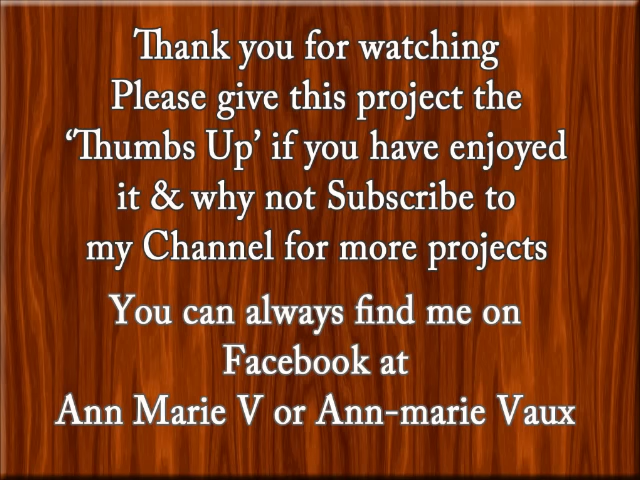 Thank you for watching
Please give this project the
‘Thumbs Up’ if you have enjoyed
it & why not Subscribe to
my Channel for more projects
You can always find me on
Facebook at
Ann Marie V or Ann-marie Vaux